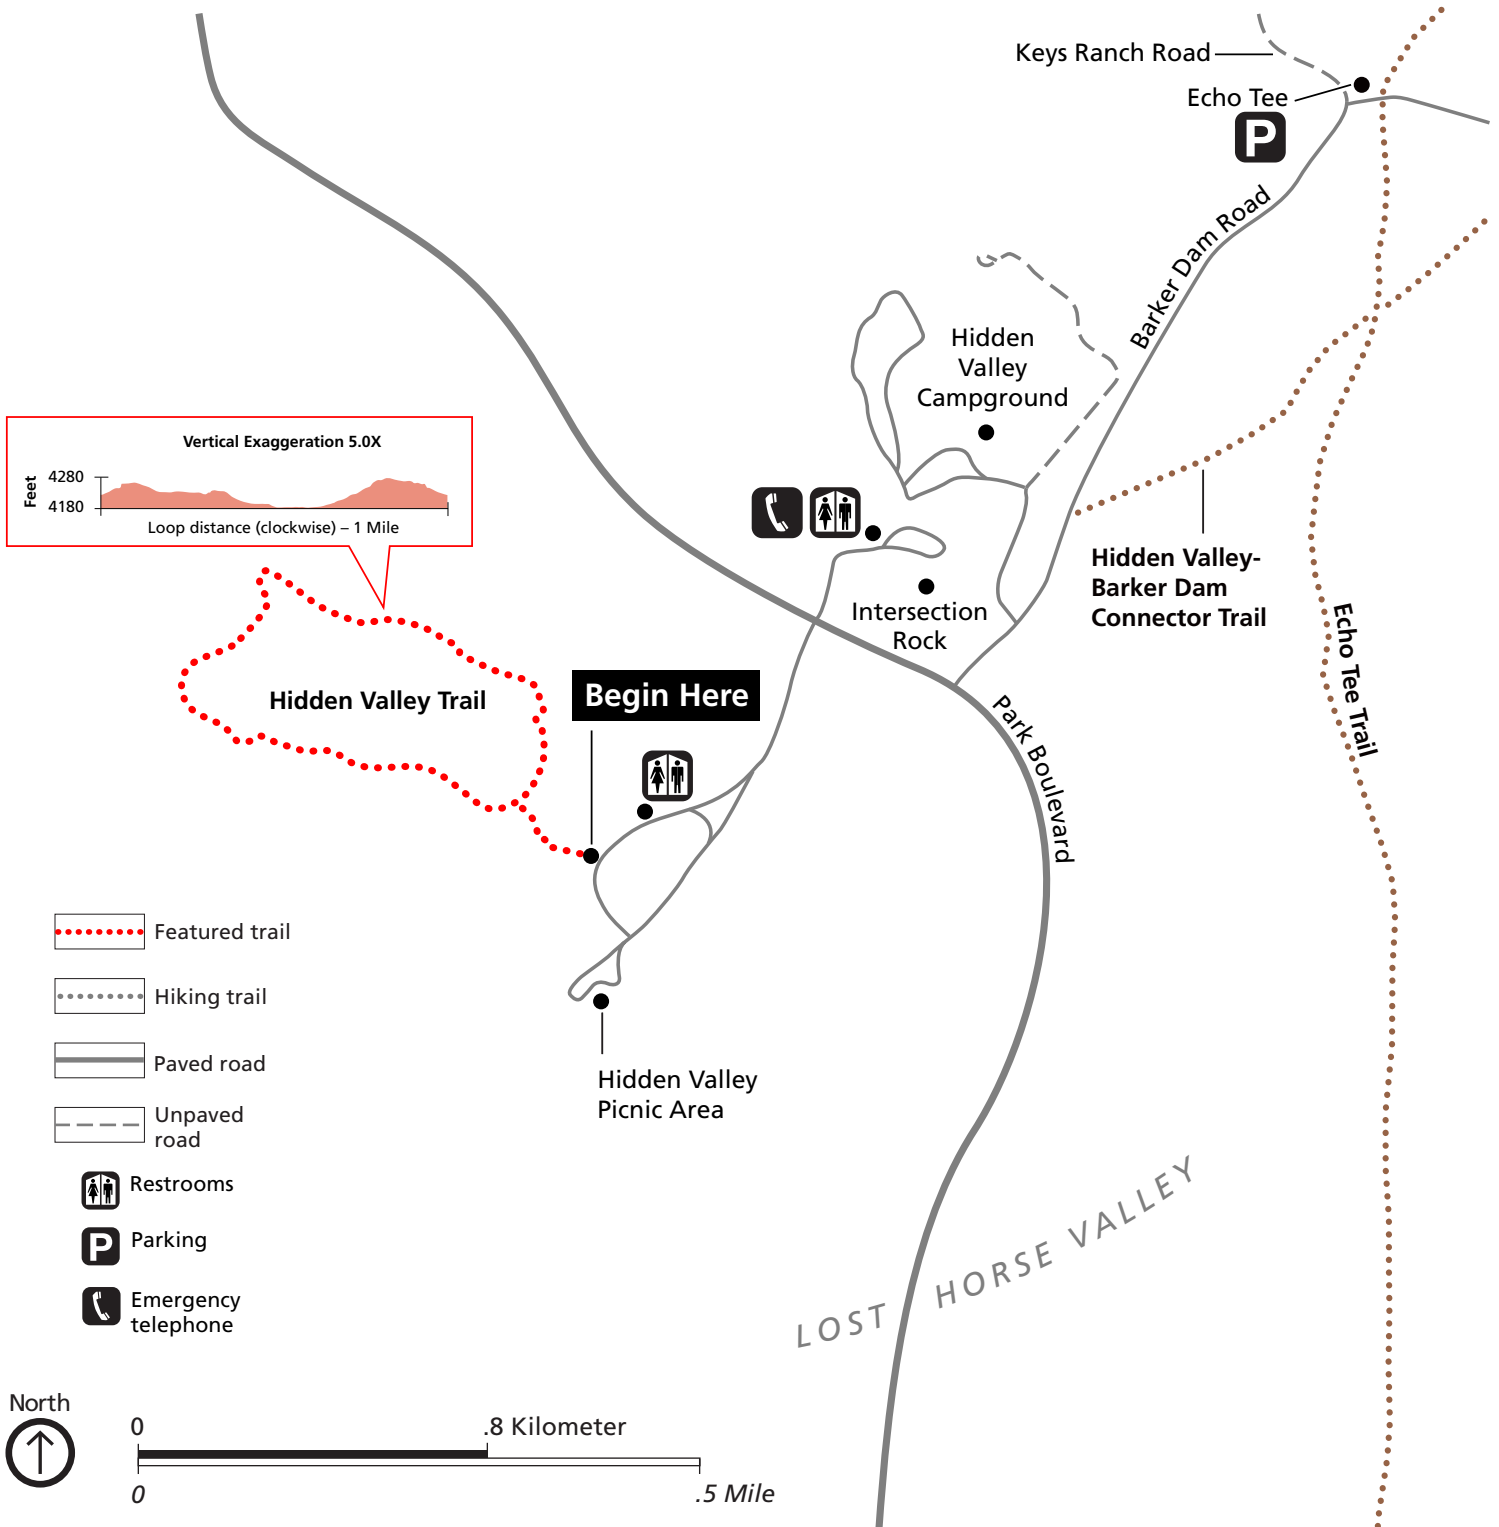 Keys Ranch Road
Echo Tee
P
Barker Dam Road
Hidden
Valley
Campground
Vertical Exaggeration 5.0X
Feet
4280
4180
Loop distance (clockwise) – 1 Mile
Hidden Valley-
Barker Dam
Connector Trail
Intersection
Rock
Echo Tee Trail
Hidden Valley Trail
Begin Here
Park Boulevard
Featured trail
Hiking trail
Paved road
Unpaved
road
Hidden Valley
Picnic Area
Restrooms
P
Parking
Emergency
telephone
LOST HORSE VALLEY
North
0
.8 Kilometer
0
.5 Mile